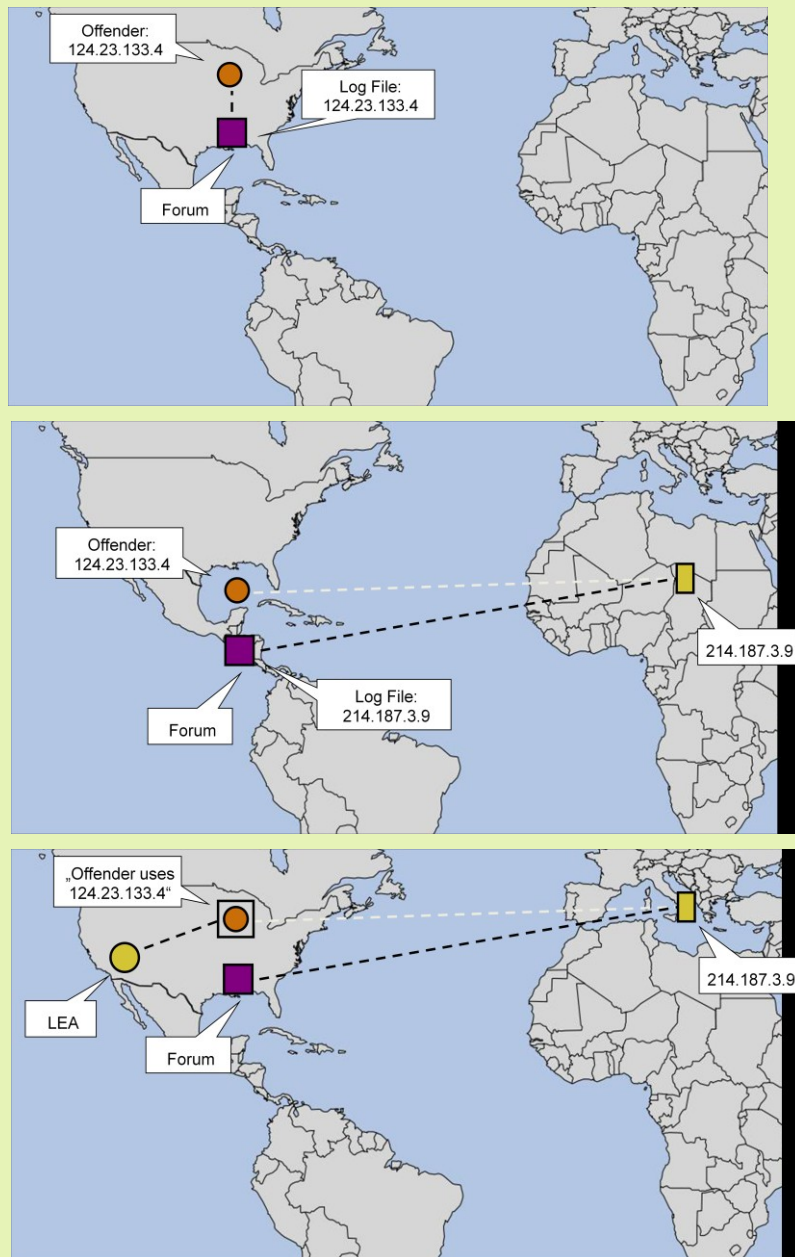 Offender:
124.23.133.4
Log File:
124.23.133.4
Forum
Offender:
124.23.133.4
214.187.3.9
Log File:
214.187.3.9
Forum
„Offender uses
124.23.133.4“
214.187.3.9
LEA
Forum